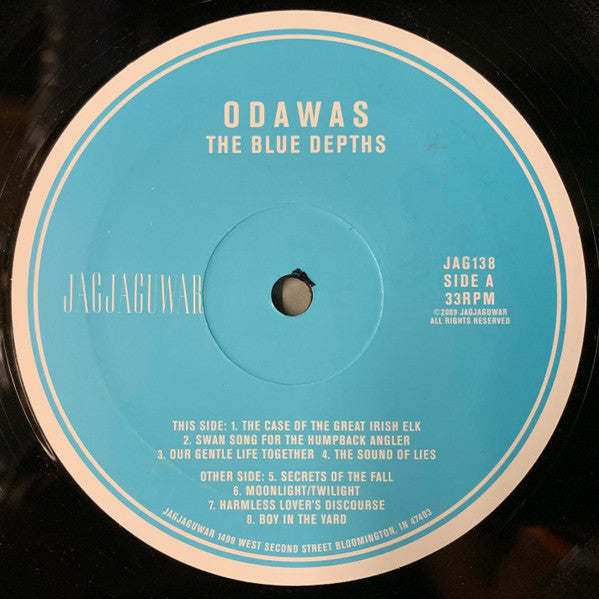 ODAWAS
THE BLUE DEPTHS
JAGJAGUWAR
JAG138
SIDE A
33RPM
©2009 JAGJAGUWAR
ALL RIGHTS RESERVED
THIS SIDE: 1. THE CASE OF THE GREAT IRISH ELK
2. SWAN SONG FOR THE HUMPBACK ANGLER
3. OUR GENTLE LIFE TOGETHER 4. THE SOUND OF LIES
OTHER SIDE: 5. SECRETS OF THE FALL
6. MOONLIGHT/TWILIGHT
7. HARMLESS LOVER'S DISCOURSE
8. BOY IN THE YARD
JAGJAGUWAR 1499 WEST SECOND STREET BLOOMINGTON, IN 47403